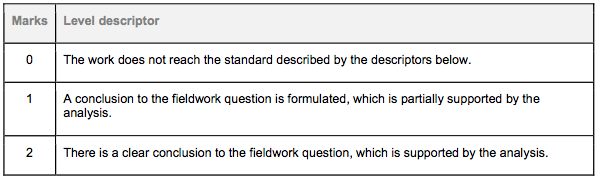 Marks Level descriptor
0 The work does not reach the standard described by the descriptors below.
1 A conclusion to the fieldwork question is formulated, which is partially supported by the
analysis.
2 There is a clear conclusion to the fieldwork question, which is supported by the analysis.